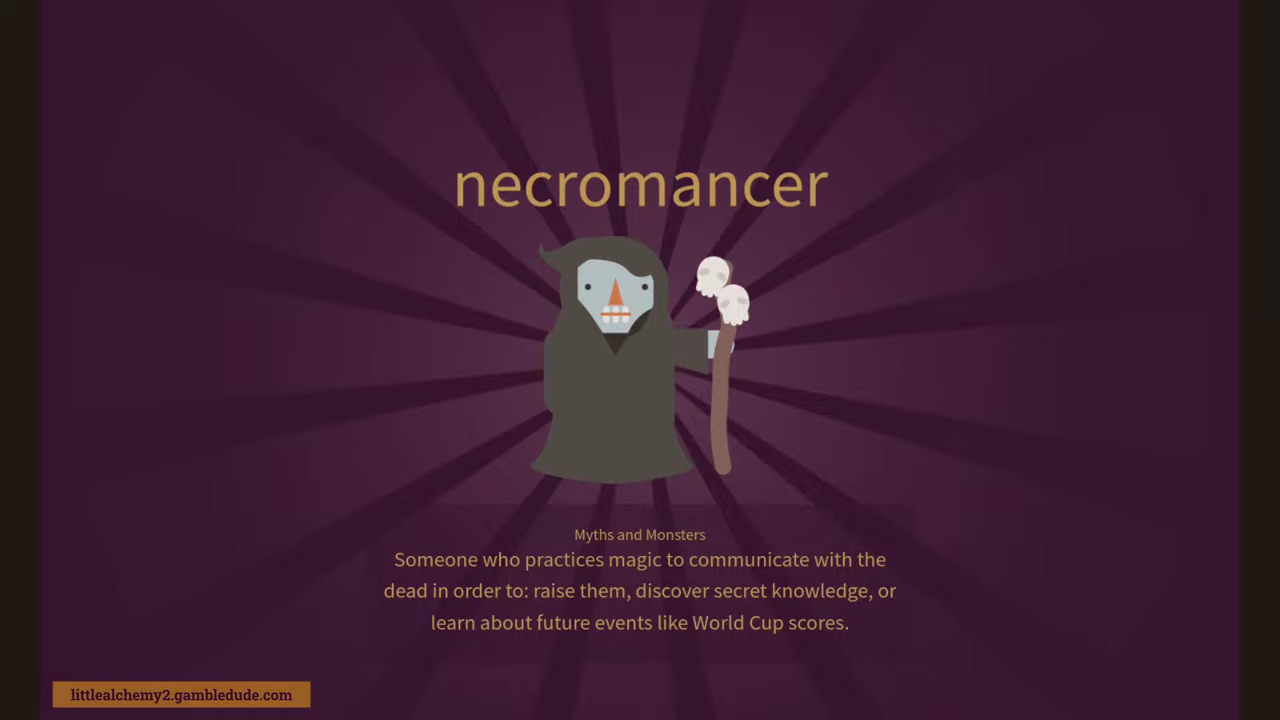 necromancer
Myths and Monsters
Someone who practices magic to communicate with the
dead in order to: raise them, discover secret knowledge, or
learn about future events like World Cup scores.
littlealchemy2.gambledude.com